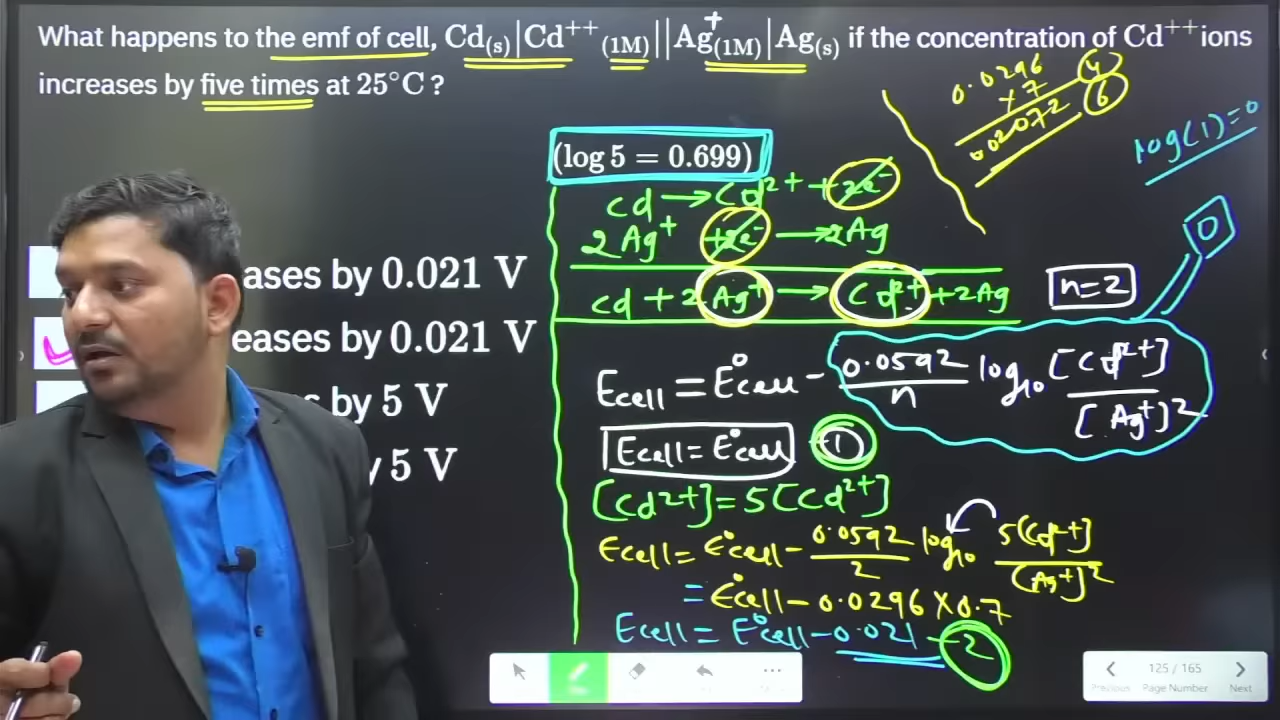 What happens to the emf of cell, Cd(s)|Cd++(1M)||Ag+(1M)|Ag(s) if the concentration of Cd++ ions
increases by five times at 25°C ?
0.0296
×7
0.02072
4
6
log(1)=0
(log 5 = 0.699)
Cd → Cd2+ + 2e-
2Ag+ +2e- → 2Ag
0
eases by 0.021 V
Cd + 2Ag+ → Cd2+ + 2Ag
n=2
eases by 0.021 V
Ecell = E°cell - 0.0592/n log10 [Cd2+]/[Ag+]2
s by 5 V
Ecell = E°cell -1
y 5 V
[Cd2+] = 5[Cd2+]
Ecell = E°cell - 0.0592/2 log10 5[Cd2+]/[Ag+]2
= E°cell - 0.0296 × 0.7
Ecell = E°cell - 0.021 -2
125 / 165
Previous Page Number Next